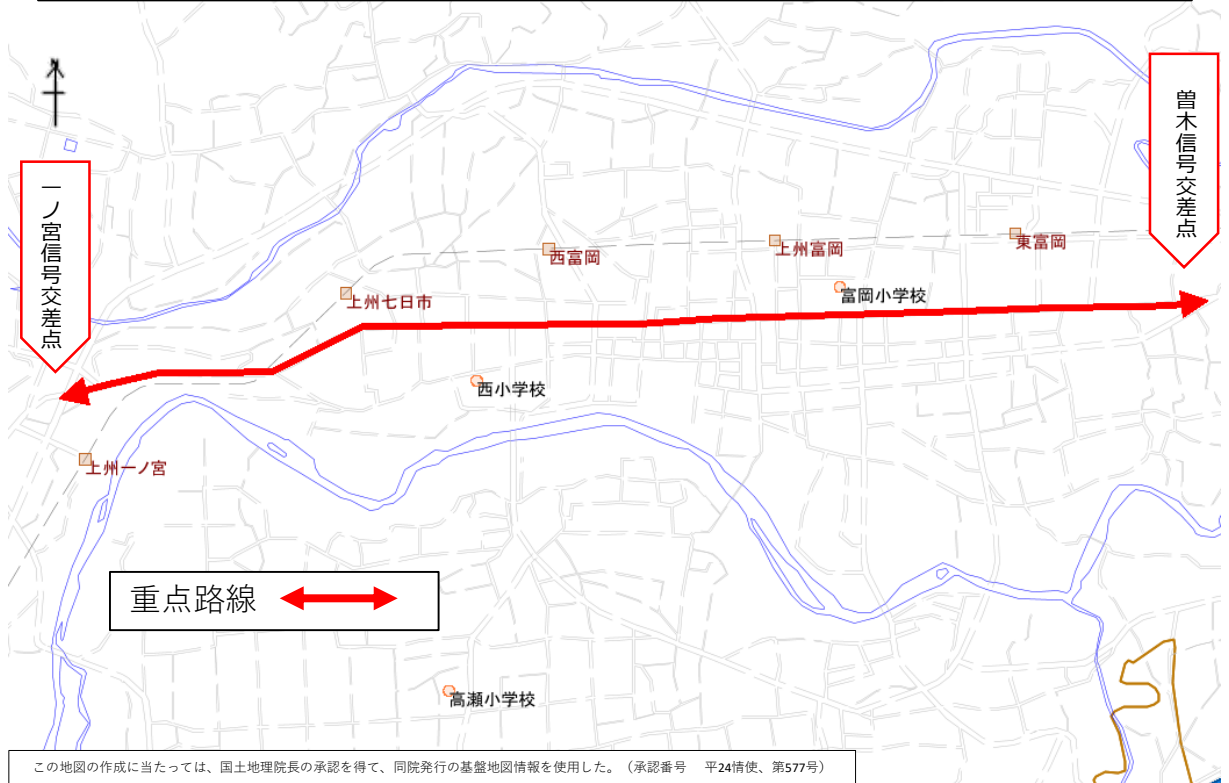 曽木信号交差点
一ノ宮信号交差点
東富岡
上州富岡
西富岡
富岡小学校
上州七日市
西小学校
上州一ノ宮
重点路線
高瀬小学校
この地図の作成に当たっては、国土地理院長の承認を得て、同院発行の基盤地図情報を使用した。（承認番号　平24情使、第577号）